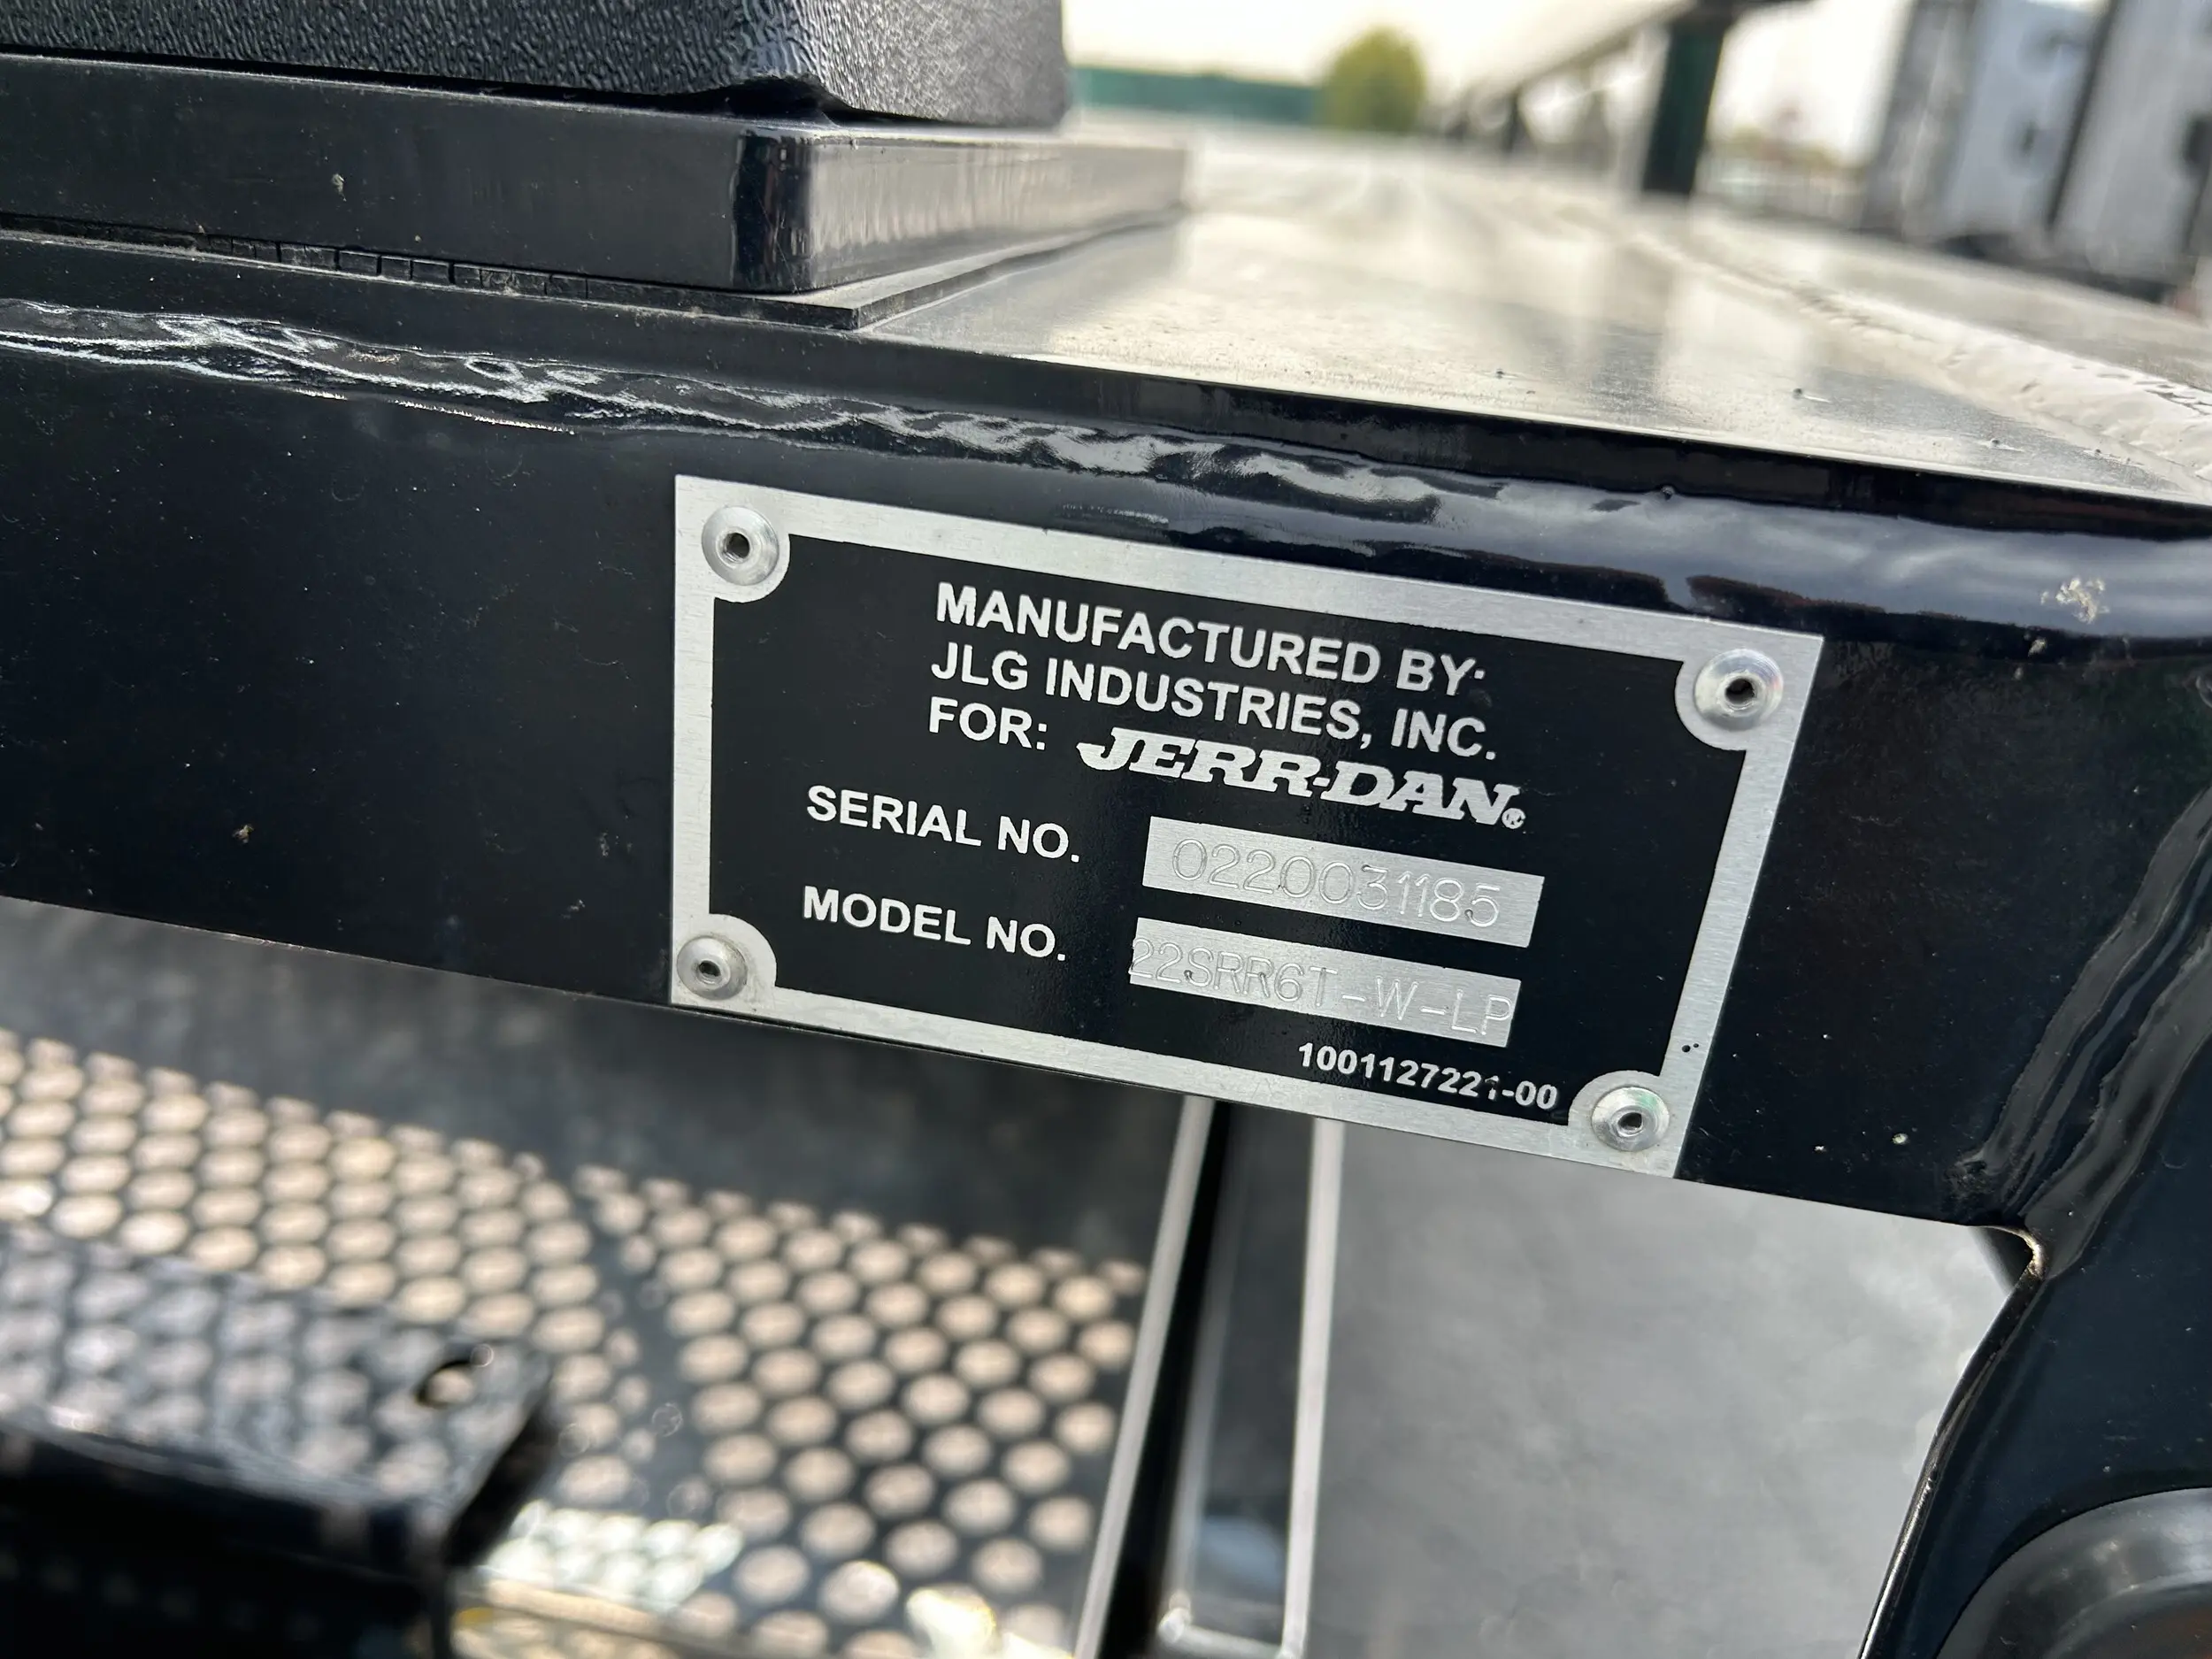 MANUFACTURED BY:
JLG INDUSTRIES, INC.
FOR: JERR-DAN®
SERIAL NO. 0220031185
MODEL NO. 22SRR6T-W-LP
1001127221-00